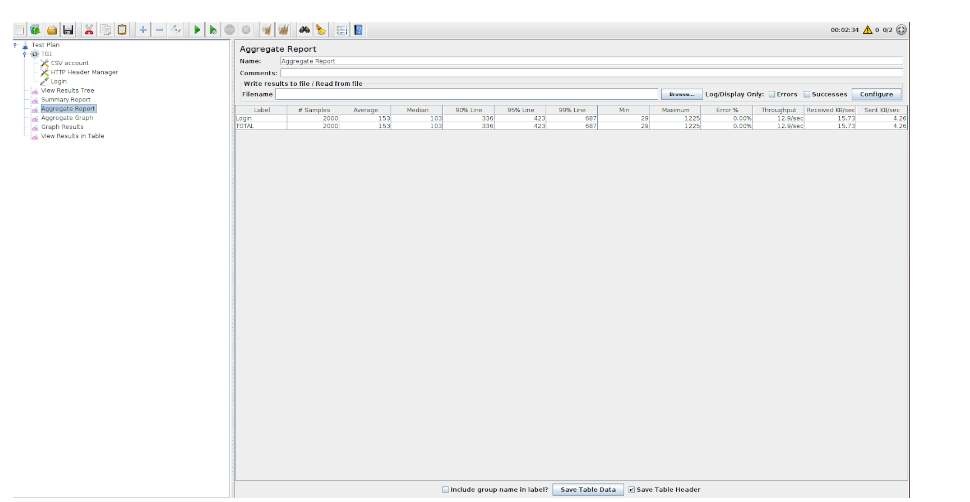 00:02:34 0 0/2
Test Plan
TG1
CSV account
HTTP Header Manager
Login
View Results Tree
Summary Report
Aggregate Report
Aggregate Graph
Graph Results
View Results in Table
Aggregate Report
Name: Aggregate Report
Comments:
Write results to file / Read from file
Filename Browse... Log/Display Only: Errors Successes Configure
Label # Samples Average Median 90% Line 95% Line 99% Line Min Maximum Error % Throughput Received KB/sec Sent KB/sec
Login 2000 153 103 336 423 687 29 1225 0.00% 12.9/sec 15.73 4.26
TOTAL 2000 153 103 336 423 687 29 1225 0.00% 12.9/sec 15.73 4.26
Include group name in label? Save Table Data Save Table Header